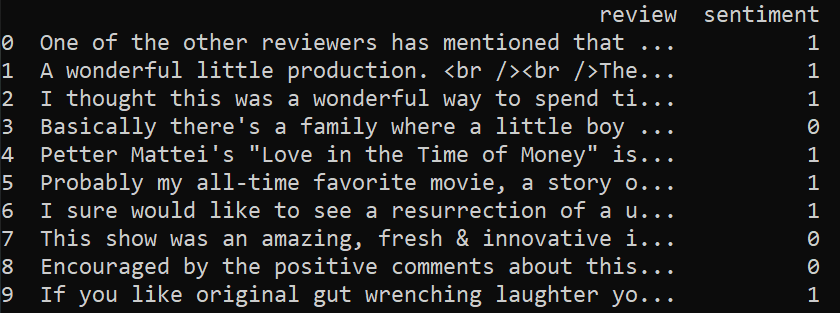 review sentiment
0 One of the other reviewers has mentioned that ... 1
1 A wonderful little production. <br /><br />The... 1
2 I thought this was a wonderful way to spend ti... 1
3 Basically there's a family where a little boy ... 0
4 Petter Mattei's "Love in the Time of Money" is... 1
5 Probably my all-time favorite movie, a story o... 1
6 I sure would like to see a resurrection of a u... 1
7 This show was an amazing, fresh & innovative i... 0
8 Encouraged by the positive comments about this... 0
9 If you like original gut wrenching laughter yo... 1